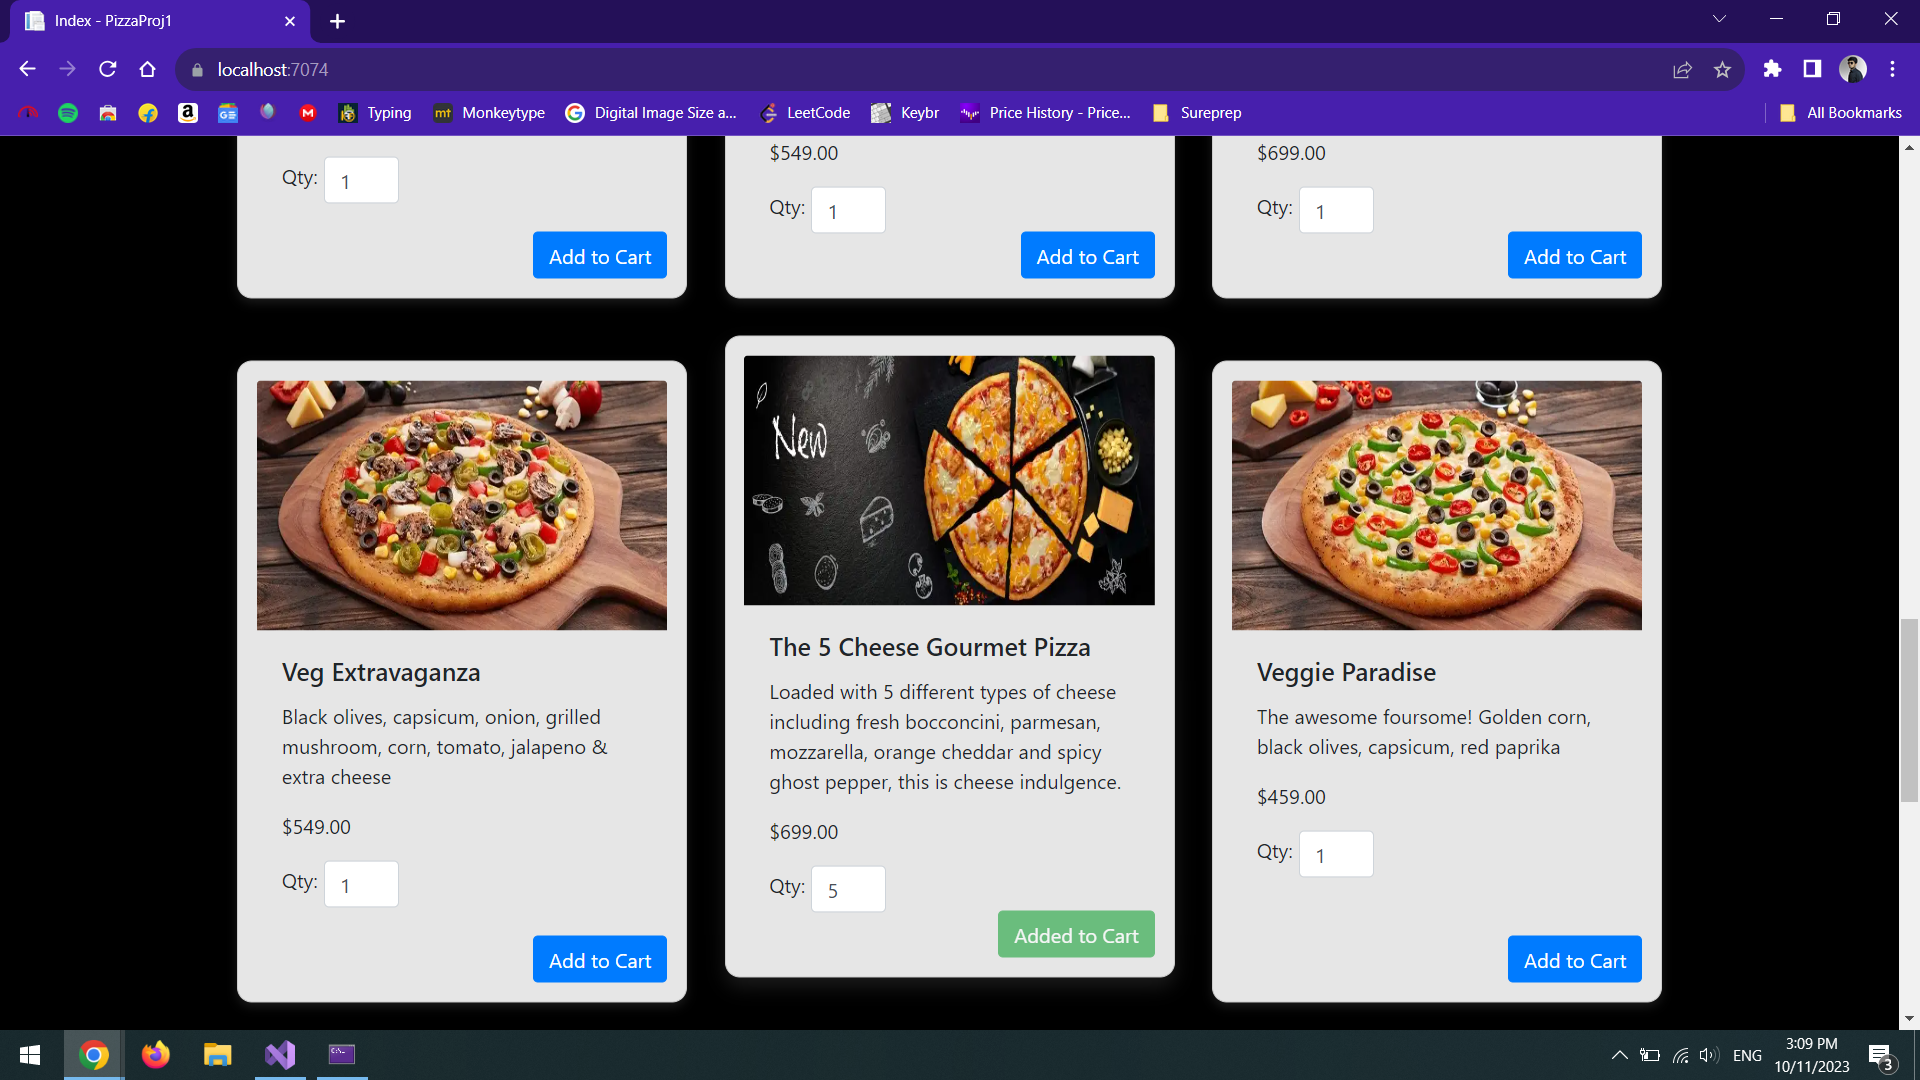 Index - PizzaProj1
localhost:7074
Typing
mt
Monkeytype
Digital Image Size a...
LeetCode
Keybr
Price History - Price...
Sureprep
All Bookmarks
$549.00
$699.00
Qty: 1
Qty: 1
Qty: 1
Add to Cart
Add to Cart
Add to Cart
Veg Extravaganza
Black olives, capsicum, onion, grilled
mushroom, corn, tomato, jalapeno &
extra cheese
$549.00
Qty: 1
Add to Cart
New
The 5 Cheese Gourmet Pizza
Loaded with 5 different types of cheese
including fresh bocconcini, parmesan,
mozzarella, orange cheddar and spicy
ghost pepper, this is cheese indulgence.
$699.00
Qty: 5
Added to Cart
Veggie Paradise
The awesome foursome! Golden corn,
black olives, capsicum, red paprika
$459.00
Qty: 1
Add to Cart
ENG
3:09 PM
10/11/2023
3